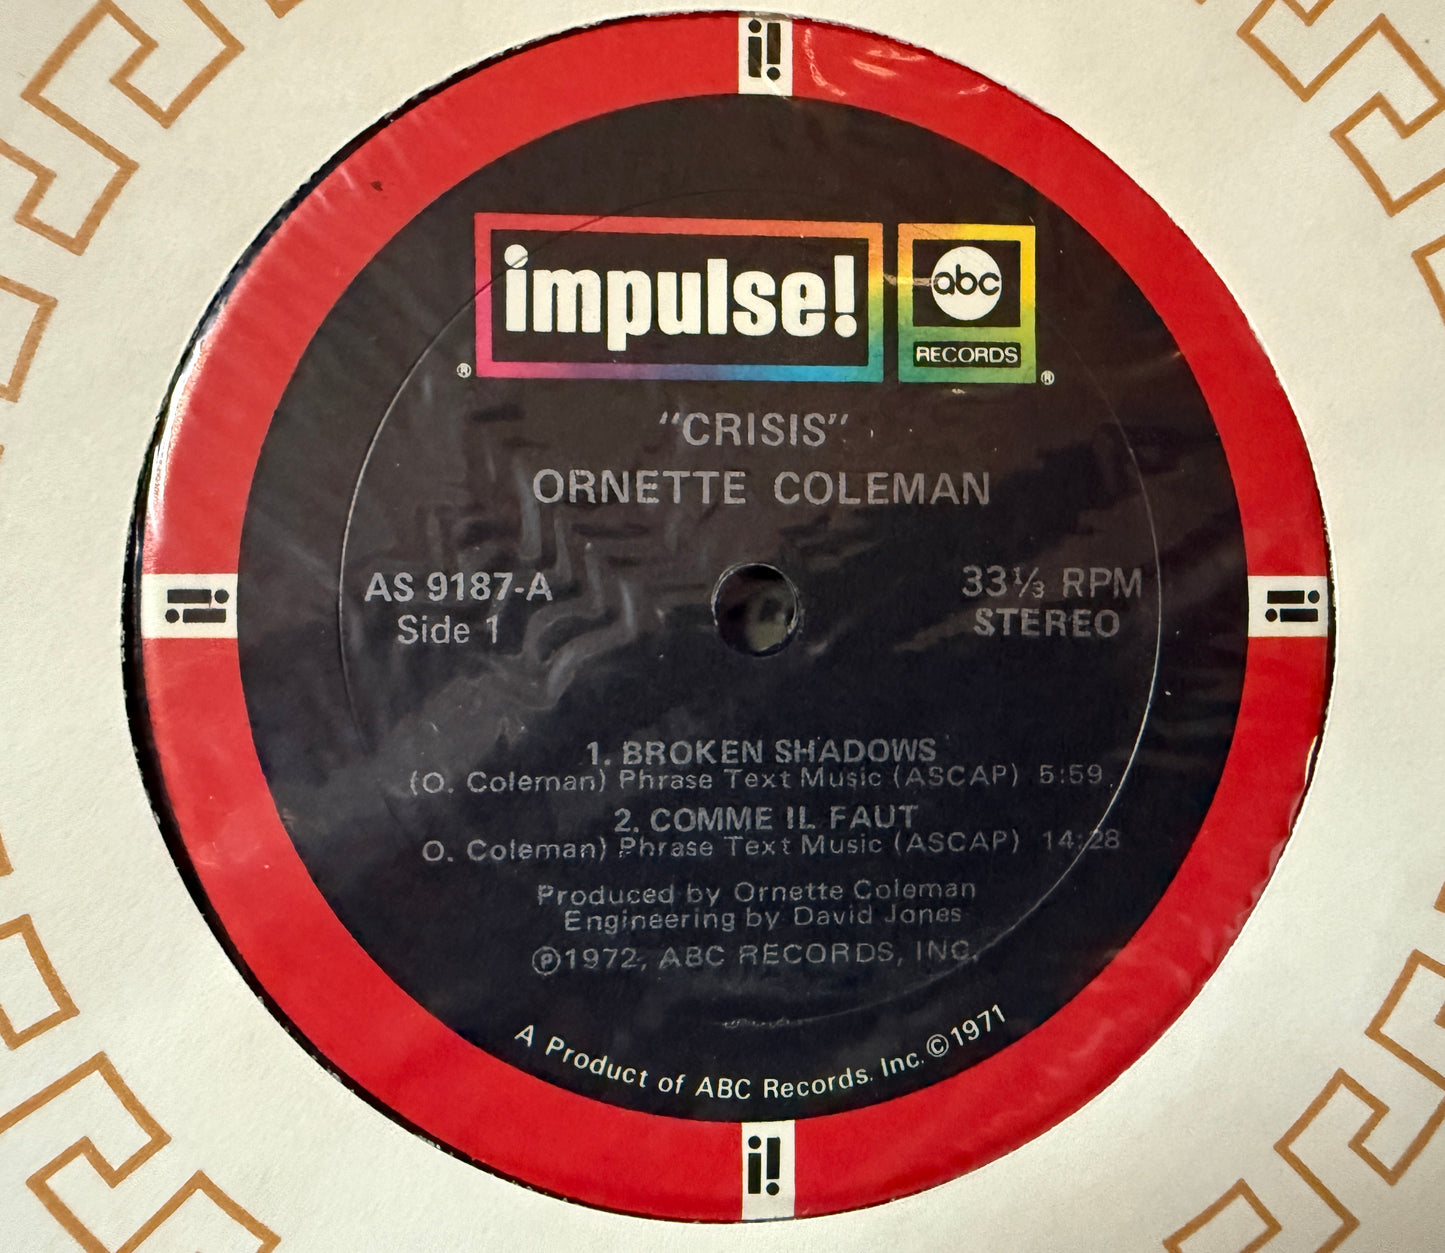 i!
impulse!
abc
RECORDS
®
®
"CRISIS"
ORNETTE COLEMAN
AS 9187-A
Side 1
33⅓ RPM
STEREO
1. BROKEN SHADOWS
(O. Coleman) Phrase Text Music (ASCAP) 5:59
2. COMME IL FAUT
O. Coleman) Phrase Text Music (ASCAP) 14:28
Produced by Ornette Coleman
Engineering by David Jones
℗1972, ABC RECORDS, INC.
A Product of ABC Records. Inc. ©1971
i!
i!
i!